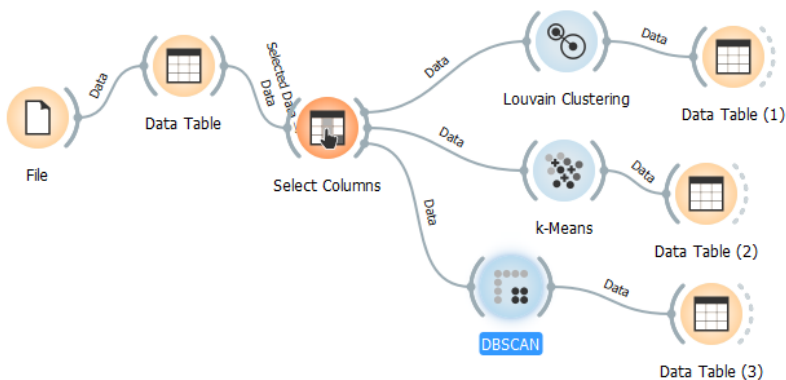 File
Data
Data Table
Selected Data →
Data
Select Columns
Data
Louvain Clustering
Data
Data Table (1)
Data
k-Means
Data
Data Table (2)
Data
DBSCAN
Data
Data Table (3)